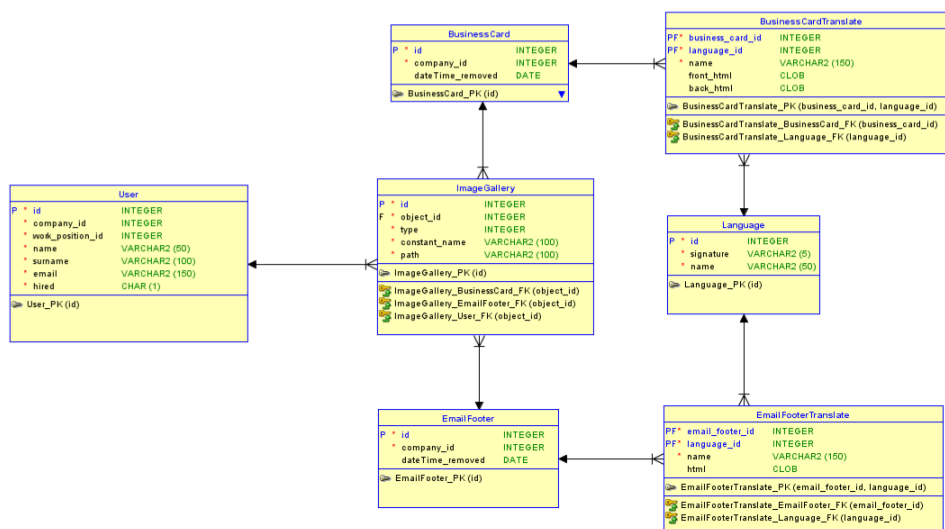 BusinessCard
P * id INTEGER
* company_id INTEGER
dateTime_removed DATE
BusinessCard_PK (id)
BusinessCardTranslate
PF* business_card_id INTEGER
PF* language_id INTEGER
* name VARCHAR2 (150)
front_html CLOB
back_html CLOB
BusinessCardTranslate_PK (business_card_id, language_id)
BusinessCardTranslate_BusinessCard_FK (business_card_id)
BusinessCardTranslate_Language_FK (language_id)
User
P * id INTEGER
* company_id INTEGER
* work_position_id INTEGER
* name VARCHAR2 (50)
* surname VARCHAR2 (100)
* email VARCHAR2 (150)
* hired CHAR (1)
User_PK (id)
ImageGallery
P * id INTEGER
F * object_id INTEGER
* type INTEGER
* constant_name VARCHAR2 (100)
* path VARCHAR2 (100)
ImageGallery_PK (id)
ImageGallery_BusinessCard_FK (object_id)
ImageGallery_EmailFooter_FK (object_id)
ImageGallery_User_FK (object_id)
Language
P * id INTEGER
* signature VARCHAR2 (5)
* name VARCHAR2 (50)
Language_PK (id)
EmailFooter
P * id INTEGER
* company_id INTEGER
dateTime_removed DATE
EmailFooter_PK (id)
EmailFooterTranslate
PF* email_footer_id INTEGER
PF* language_id INTEGER
* name VARCHAR2 (150)
html CLOB
EmailFooterTranslate_PK (email_footer_id, language_id)
EmailFooterTranslate_EmailFooter_FK (email_footer_id)
EmailFooterTranslate_Language_FK (language_id)